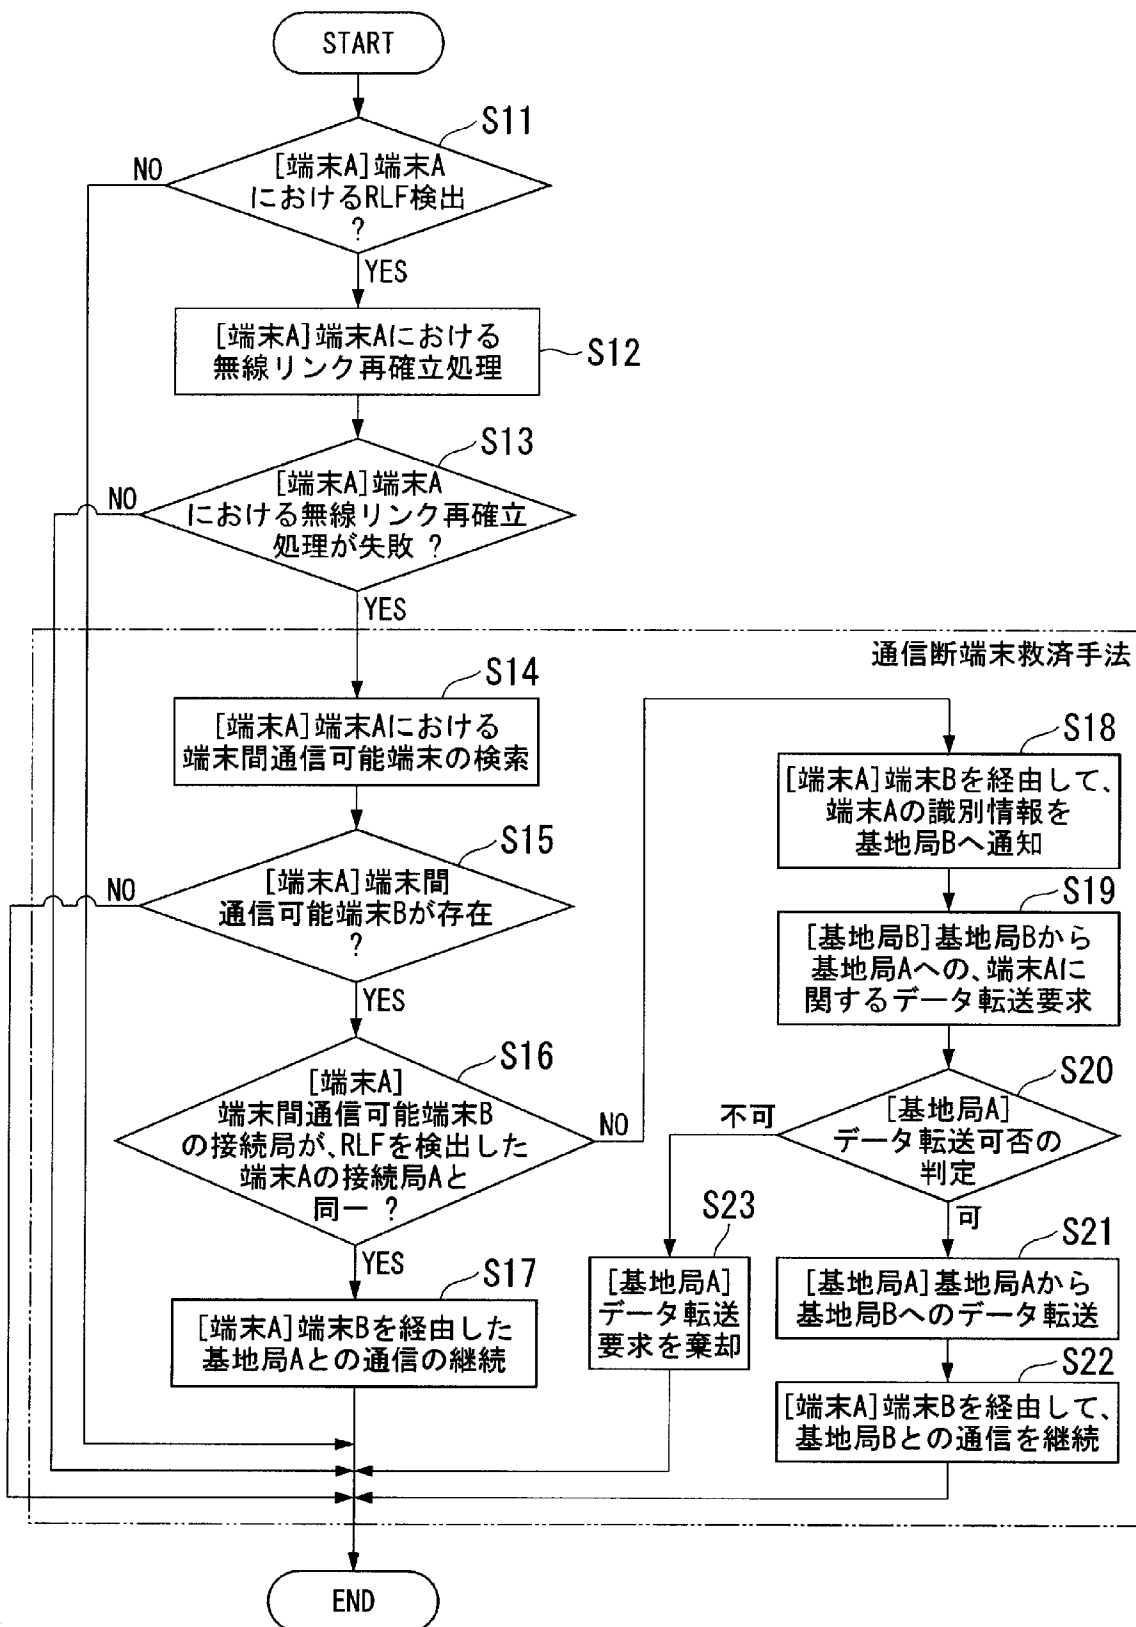 START
S11
[端末A]端末A
におけるRLF検出
?
NO
YES
[端末A]端末Aにおける
無線リンク再確立処理
S12
S13
[端末A]端末A
における無線リンク再確立
処理が失敗 ?
NO
YES
通信断端末救済手法
S14
[端末A]端末Aにおける
端末間通信可能端末の検索
S15
[端末A]端末間
通信可能端末Bが存在
?
NO
YES
S16
[端末A]
端末間通信可能端末B
の接続局が、RLFを検出した
端末Aの接続局Aと
同一 ?
NO
YES
S17
[端末A]端末Bを経由した
基地局Aとの通信の継続
S18
[端末A]端末Bを経由して、
端末Aの識別情報を
基地局Bへ通知
S19
[基地局B]基地局Bから
基地局Aへの、端末Aに
関するデータ転送要求
S20
[基地局A]
データ転送可否の
判定
不可
可
S23
[基地局A]
データ転送
要求を棄却
S21
[基地局A]基地局Aから
基地局Bへのデータ転送
S22
[端末A]端末Bを経由して、
基地局Bとの通信を継続
END